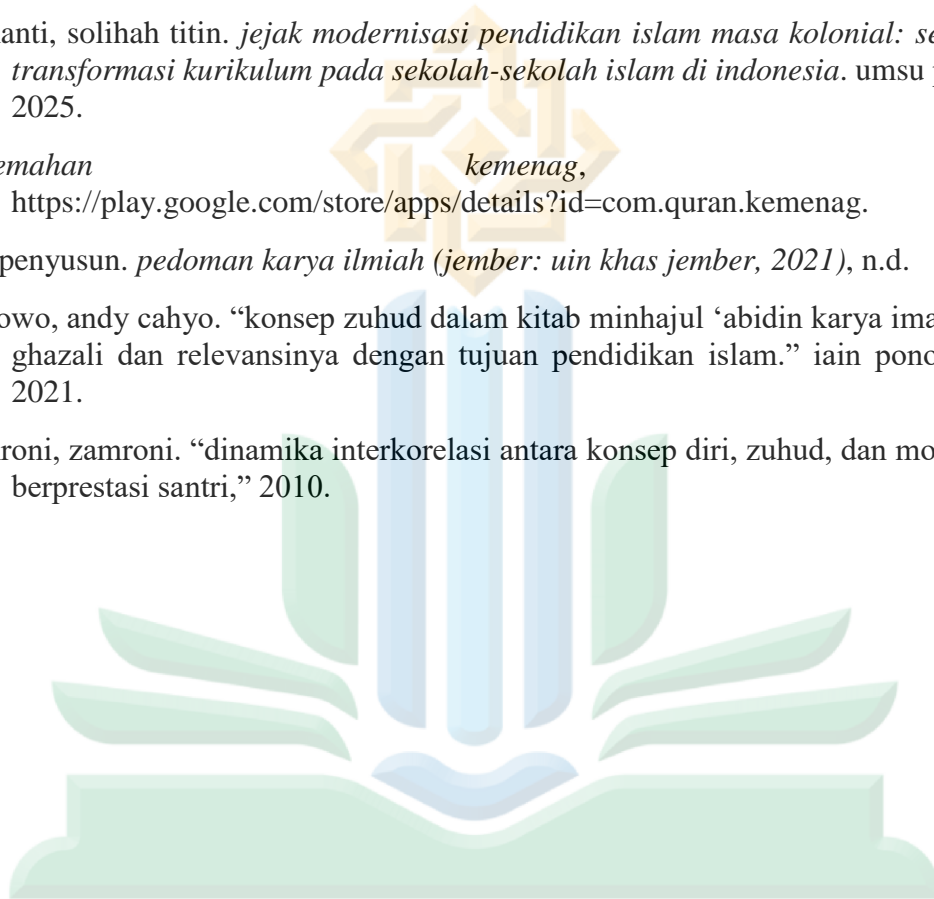 anti, solihah titin. jejak modernisasi pendidikan islam masa kolonial: se
transformasi kurikulum pada sekolah-sekolah islam di indonesia. umsu
2025.
emahan kemenag,
https://play.google.com/store/apps/details?id=com.quran.kemenag.
penyusun. pedoman karya ilmiah (jember: uin khas jember, 2021), n.d.
owo, andy cahyo. “konsep zuhud dalam kitab minhajul ‘abidin karya ima
ghazali dan relevansinya dengan tujuan pendidikan islam.” iain pono
2021.
roni, zamroni. “dinamika interkorelasi antara konsep diri, zuhud, dan mo
berprestasi santri,” 2010.